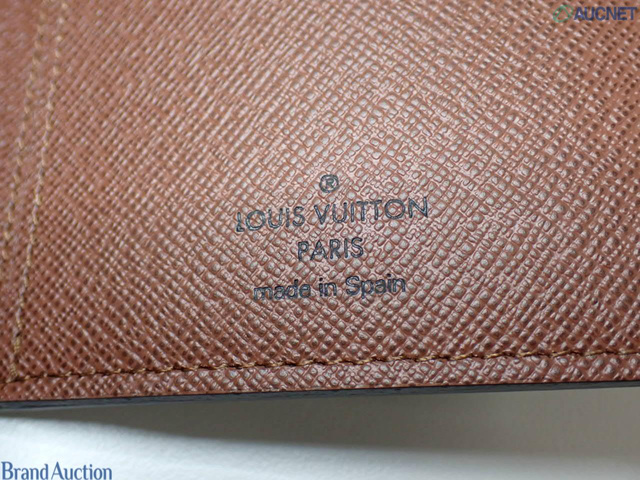 AUCNET
®
LOUIS VUITTON
PARIS
made in Spain
Brand Auction